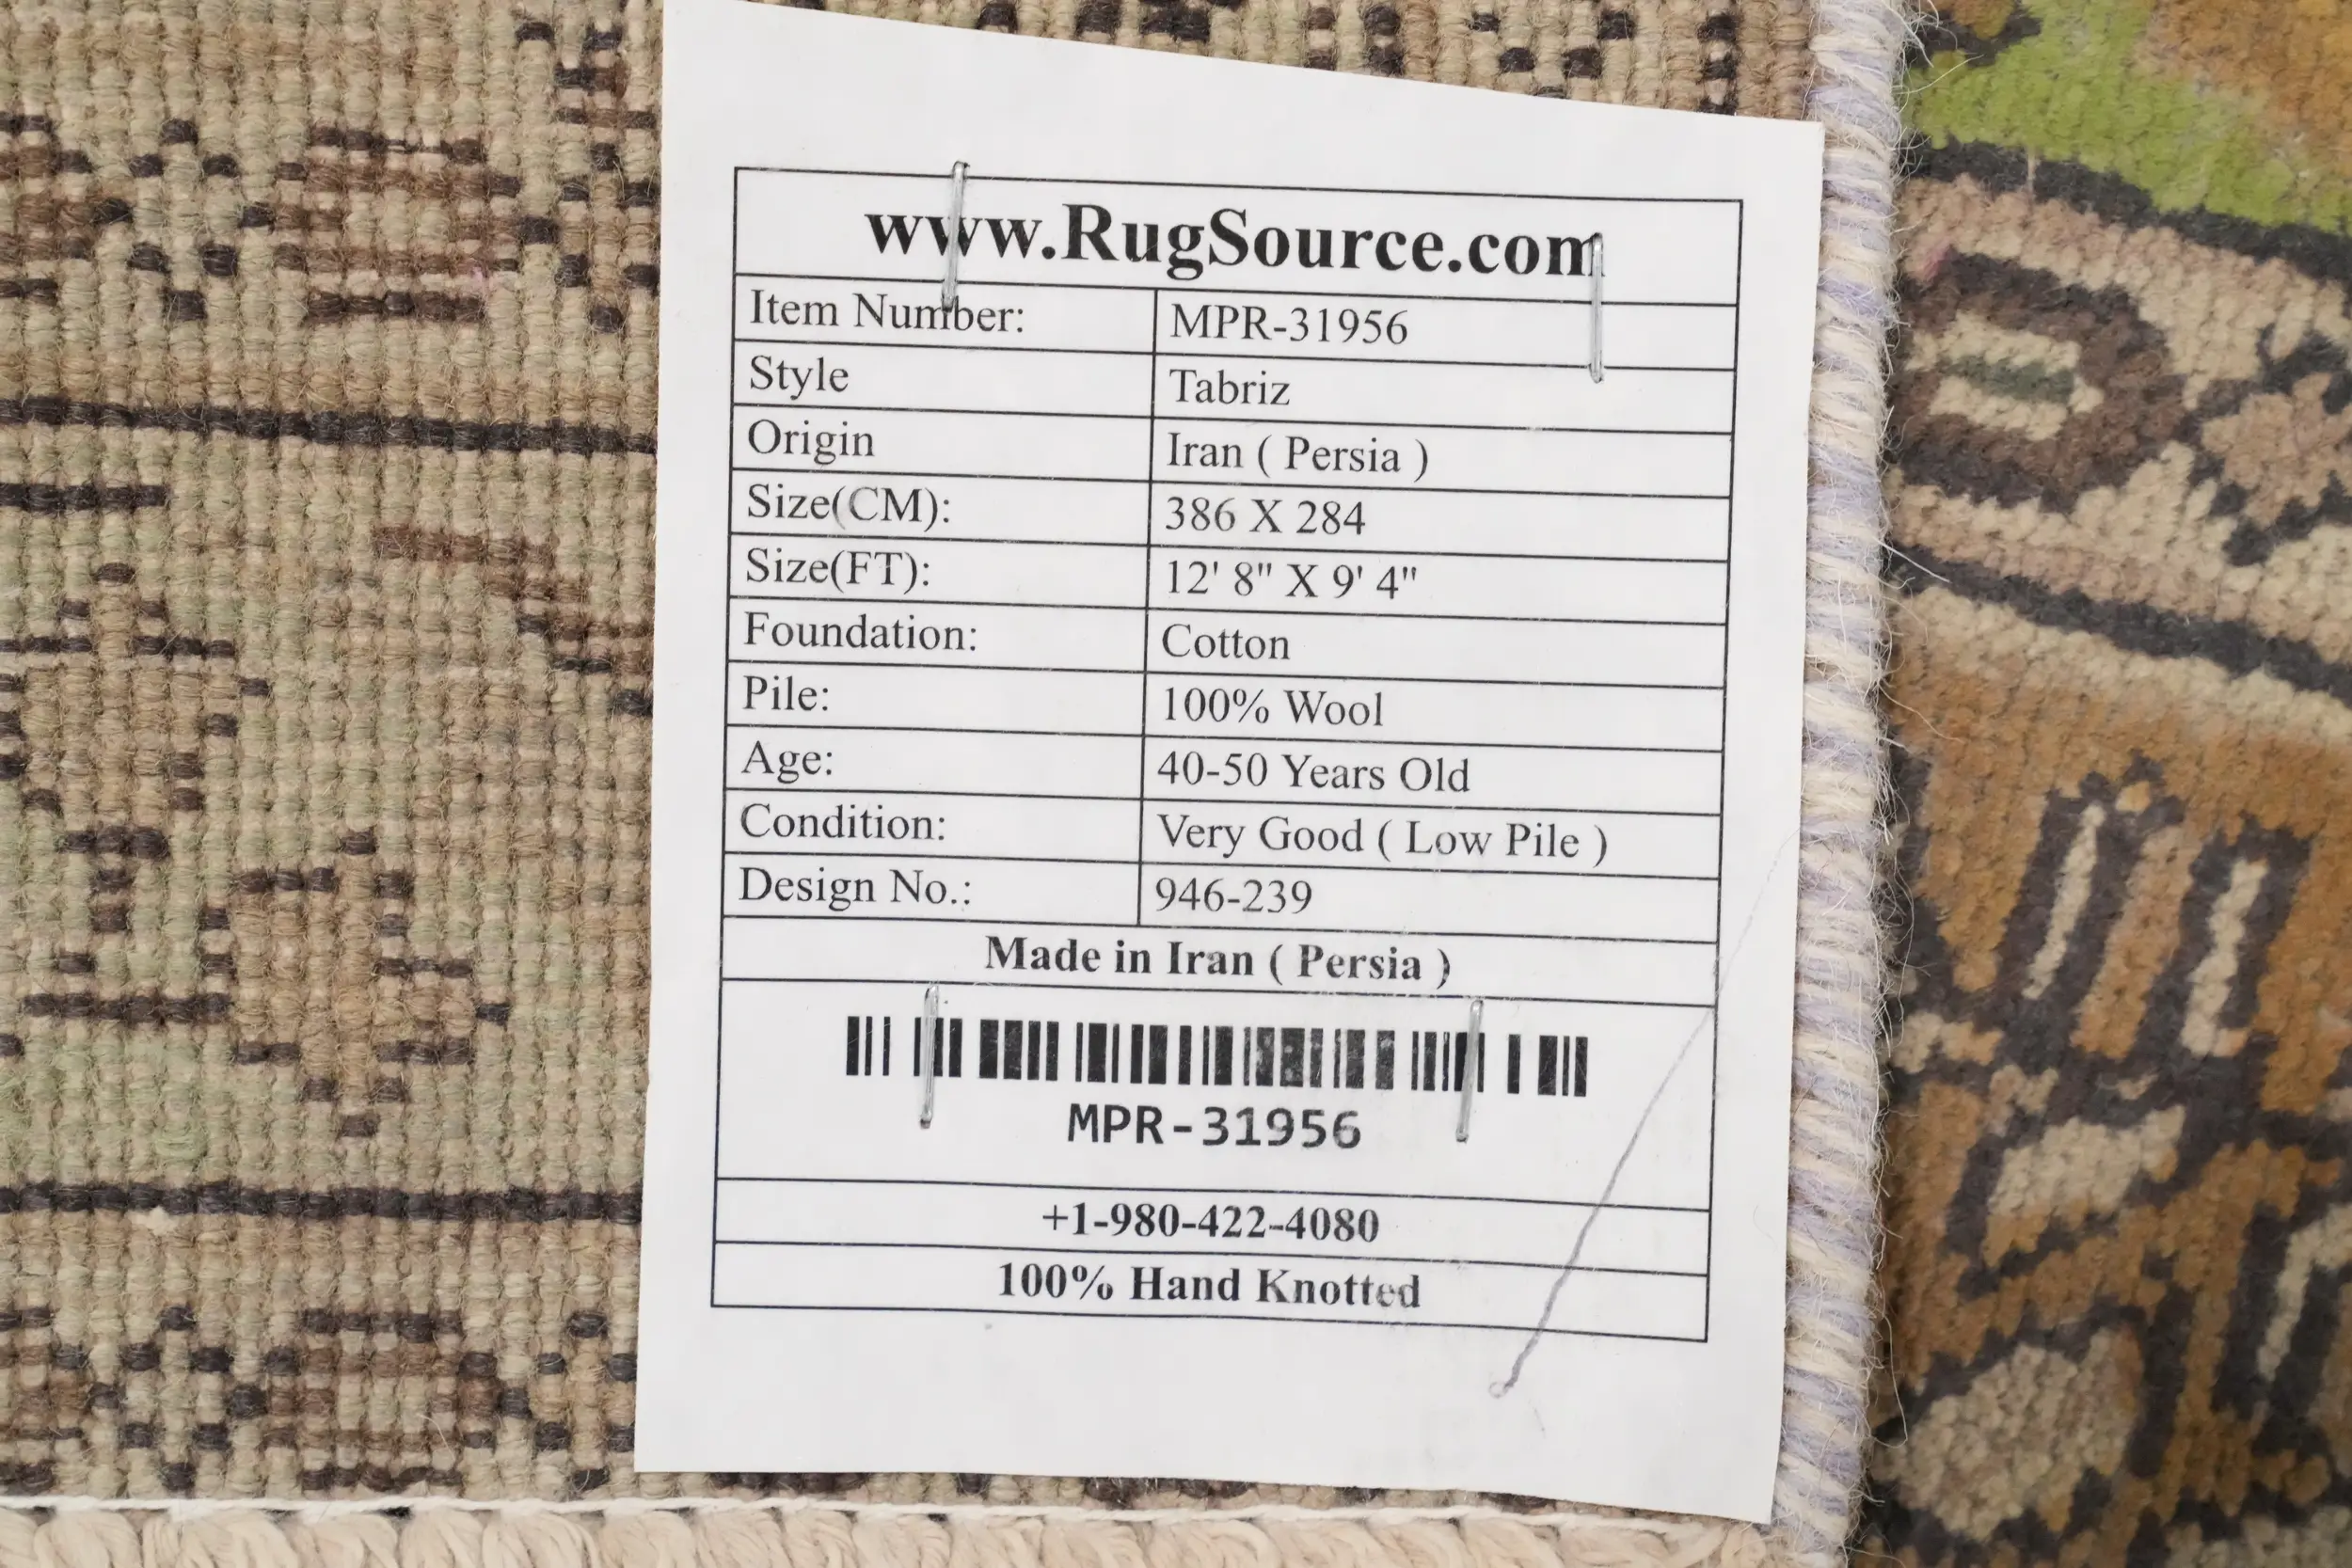 www.RugSource.com
Item Number: MPR-31956
Style Tabriz
Origin Iran ( Persia )
Size(CM): 386 X 284
Size(FT): 12' 8" X 9' 4"
Foundation: Cotton
Pile: 100% Wool
Age: 40-50 Years Old
Condition: Very Good ( Low Pile )
Design No.: 946-239
Made in Iran ( Persia )
MPR-31956
+1-980-422-4080
100% Hand Knotted